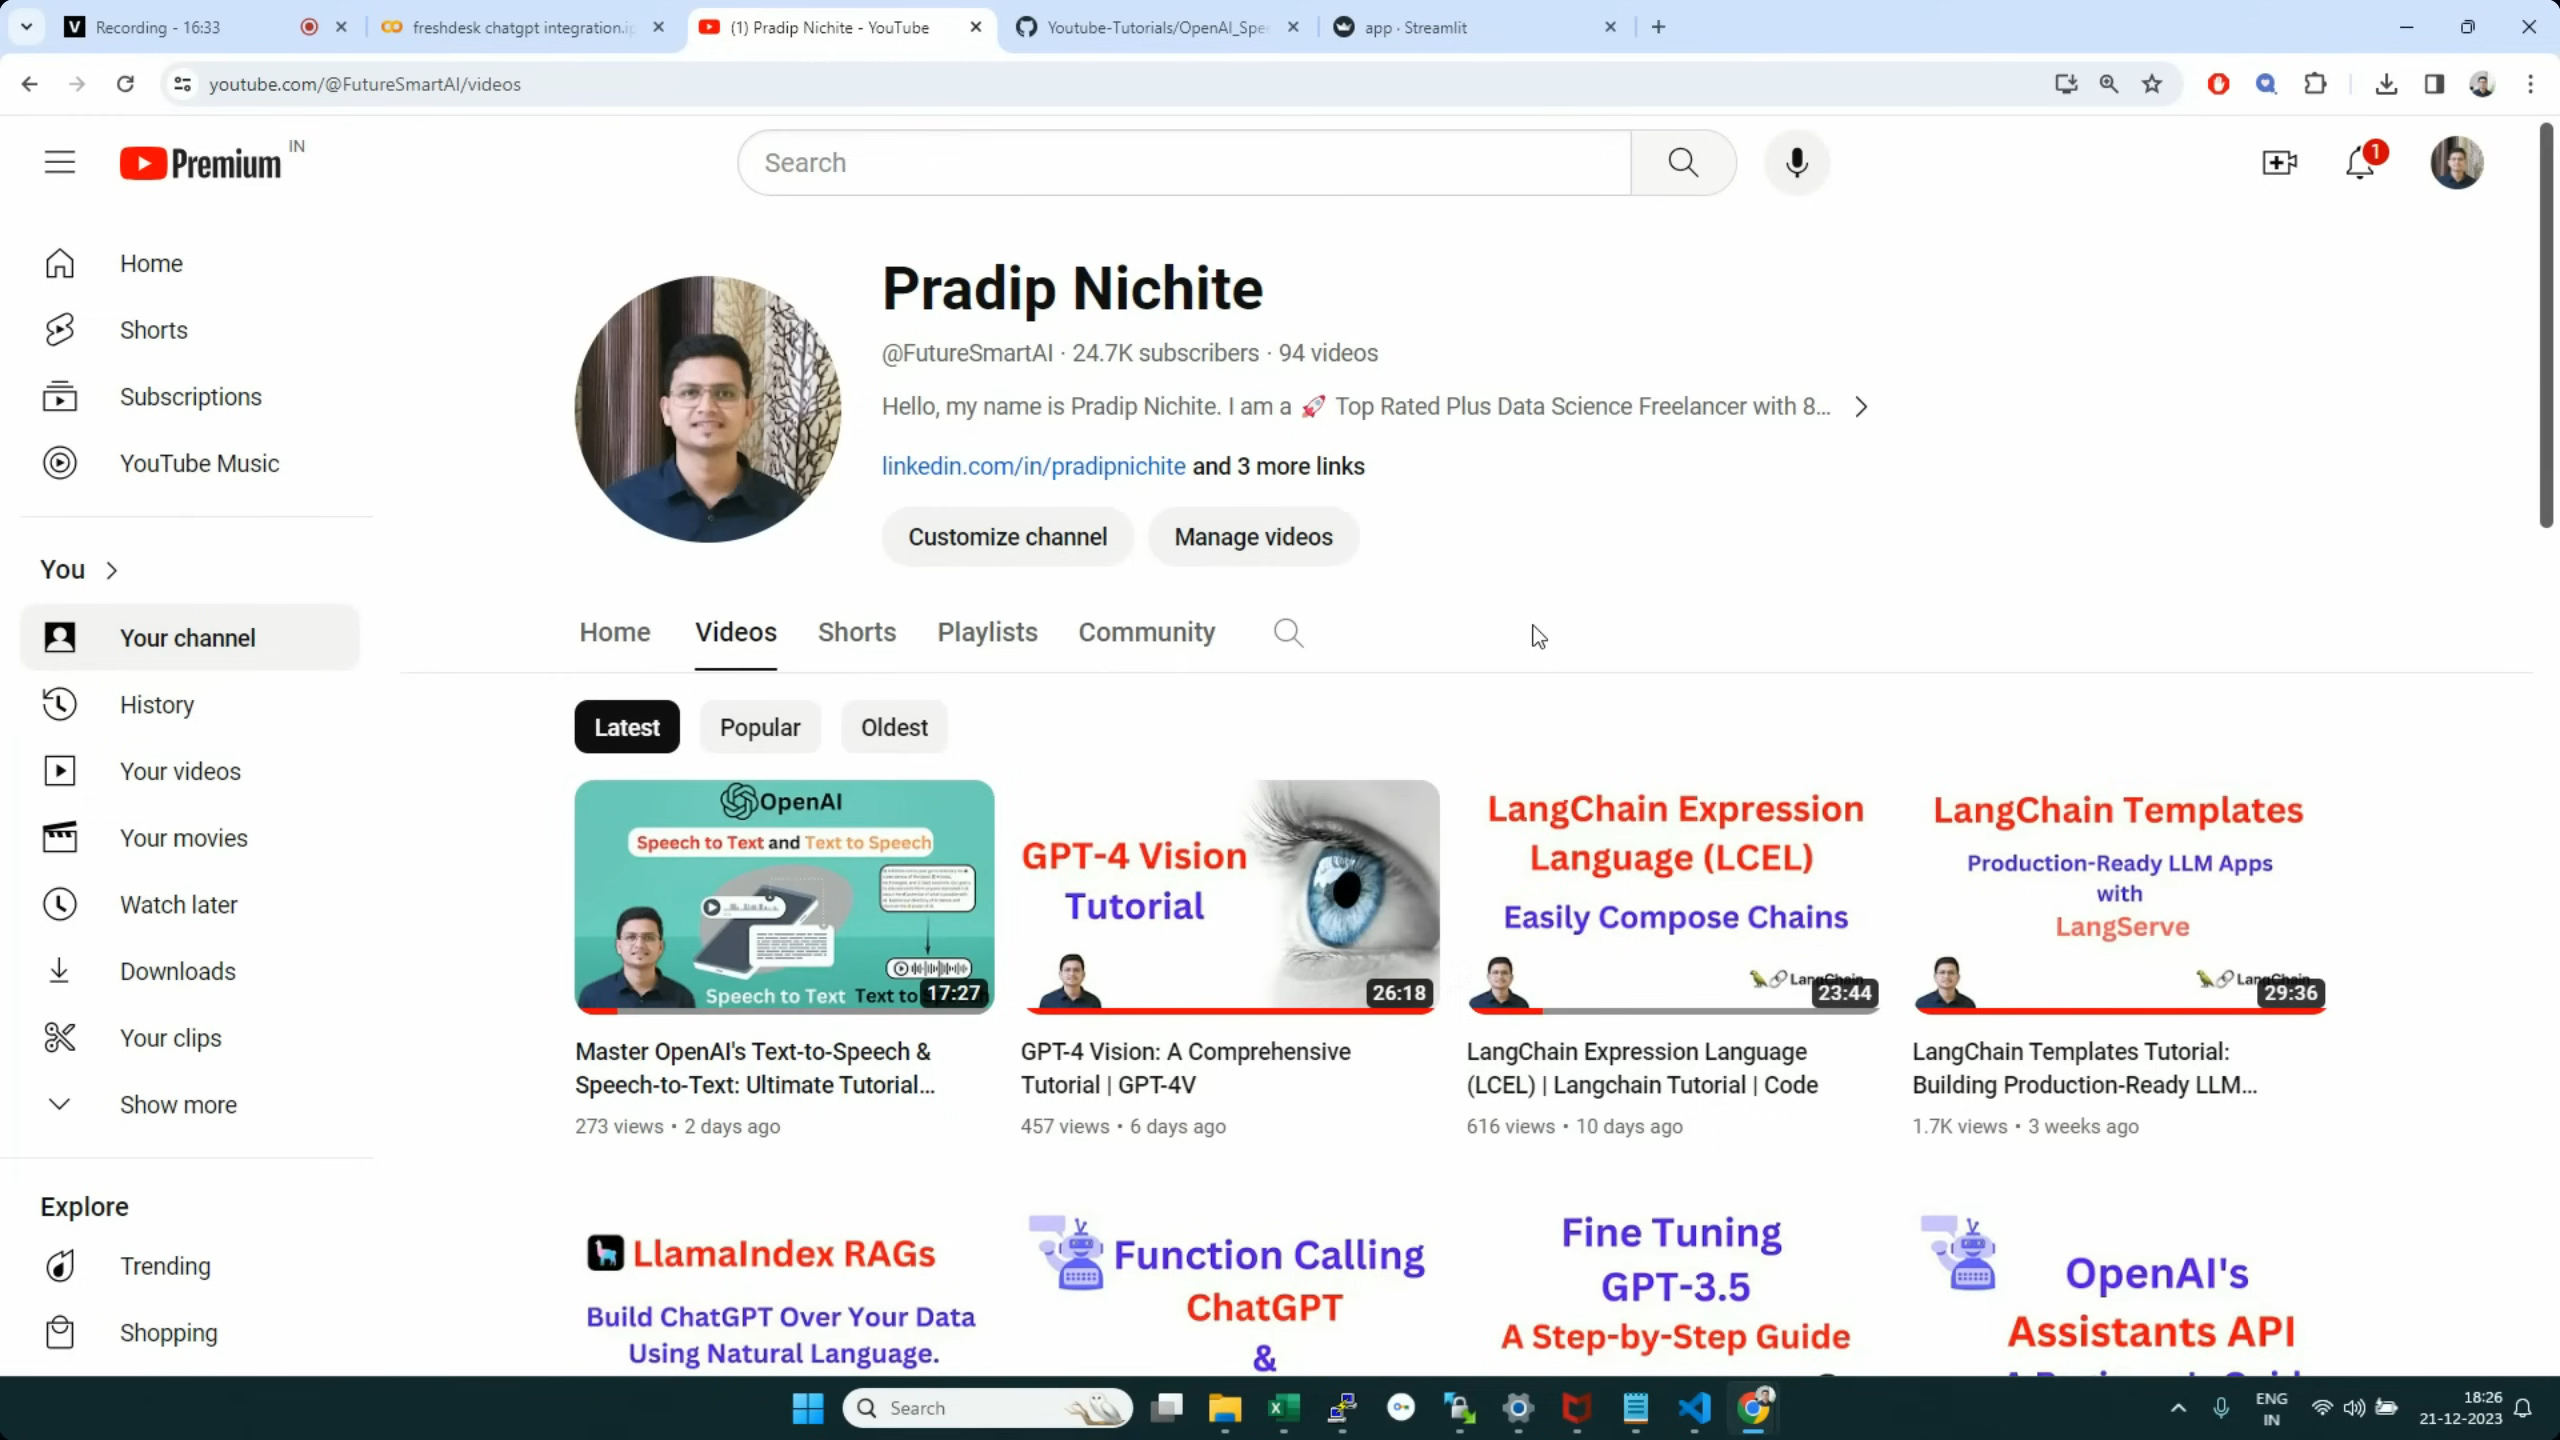 Recording - 16:33
freshdesk chatgpt integration.ip
(1) Pradip Nichite - YouTube
Youtube-Tutorials/OpenAI_Spee
app · Streamlit
youtube.com/@FutureSmartAI/videos
Premium
IN
Search
1
Home
Shorts
Subscriptions
YouTube Music
You
Your channel
History
Your videos
Your movies
Watch later
Downloads
Your clips
Show more
Explore
Trending
Shopping
Pradip Nichite
@FutureSmartAI · 24.7K subscribers · 94 videos
Hello, my name is Pradip Nichite. I am a 🚀 Top Rated Plus Data Science Freelancer with 8...
linkedin.com/in/pradipnichite and 3 more links
Customize channel
Manage videos
Home
Videos
Shorts
Playlists
Community
Latest
Popular
Oldest
OpenAI
Speech to Text and Text to Speech
Speech to Text Text to
17:27
Master OpenAI's Text-to-Speech &
Speech-to-Text: Ultimate Tutorial...
273 views • 2 days ago
GPT-4 Vision
Tutorial
26:18
GPT-4 Vision: A Comprehensive
Tutorial | GPT-4V
457 views • 6 days ago
LangChain Expression
Language (LCEL)
Easily Compose Chains
LangChain
23:44
LangChain Expression Language
(LCEL) | Langchain Tutorial | Code
616 views • 10 days ago
LangChain Templates
Production-Ready LLM Apps
with
LangServe
LangChain
29:36
LangChain Templates Tutorial:
Building Production-Ready LLM...
1.7K views • 3 weeks ago
LlamaIndex RAGs
Build ChatGPT Over Your Data
Using Natural Language.
Function Calling
ChatGPT
&
Fine Tuning
GPT-3.5
A Step-by-Step Guide
OpenAI's
Assistants API
Search
ENG
IN
18:26
21-12-2023